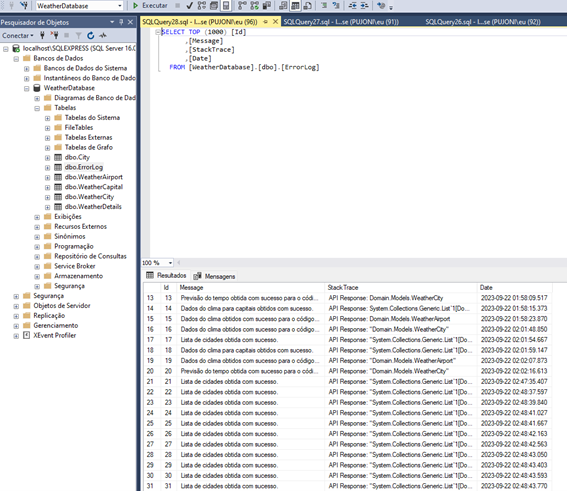 WeatherDatabase
Executar
Pesquisador de Objetos
Conectar
localhost\SQLEXPRESS (SQL Server 16.0
Bancos de Dados
Bancos de Dados do Sistema
Instantâneos do Banco de Dados
WeatherDatabase
Diagramas de Banco de Dad
Tabelas
Tabelas do Sistema
FileTables
Tabelas Externas
Tabelas de Grafo
dbo.City
dbo.ErrorLog
dbo.WeatherAirport
dbo.WeatherCapital
dbo.WeatherCity
dbo.WeatherDetails
Exibições
Recursos Externos
Sinônimos
Programação
Repositório de Consultas
Service Broker
Armazenamento
Segurança
Segurança
Objetos de Servidor
Replicação
Gerenciamento
XEvent Profiler
SQLQuery28.sql - l...se (PUJONI\eu (96))
SQLQuery27.sql - l...se (PUJONI\eu (91))
SQLQuery26.sql - l...se (PUJONI\eu (92))
SELECT TOP (1000) [Id]
,[Message]
,[StackTrace]
,[Date]
FROM [WeatherDatabase].[dbo].[ErrorLog]
100 %
Resultados Mensagens
Id Message StackTrace Date
13 13 Previsão do tempo obtida com sucesso para o códi... API Response: Domain.Models.WeatherCity 2023-09-22 01:58:09.517
14 14 Dados do clima para capitais obtidos com sucesso. API Response: System.Collections.Generic.List`1[Do... 2023-09-22 01:58:15.373
15 15 Dados do clima obtidos com sucesso para o código... API Response: Domain.Models.WeatherAirport 2023-09-22 01:58:23.870
16 16 Dados do clima obtidos com sucesso para o código... API Response: "Domain.Models.WeatherCity" 2023-09-22 02:01:48.850
17 17 Lista de cidades obtida com sucesso. API Response: "System.Collections.Generic.List`1[Do... 2023-09-22 02:01:54.667
18 18 Dados do clima para capitais obtidos com sucesso. API Response: "System.Collections.Generic.List`1[Do... 2023-09-22 02:01:59.147
19 19 Dados do clima obtidos com sucesso para o código... API Response: "Domain.Models.WeatherAirport" 2023-09-22 02:02:07.873
20 20 Previsão do tempo obtida com sucesso para o códi... API Response: "Domain.Models.WeatherCity" 2023-09-22 02:02:16.613
21 21 Lista de cidades obtida com sucesso. API Response: "System.Collections.Generic.List`1[Do... 2023-09-22 02:47:35.407
22 22 Lista de cidades obtida com sucesso. API Response: "System.Collections.Generic.List`1[Do... 2023-09-22 02:48:37.597
23 23 Lista de cidades obtida com sucesso. API Response: "System.Collections.Generic.List`1[Do... 2023-09-22 02:48:39.840
24 24 Lista de cidades obtida com sucesso. API Response: "System.Collections.Generic.List`1[Do... 2023-09-22 02:48:41.027
25 25 Lista de cidades obtida com sucesso. API Response: "System.Collections.Generic.List`1[Do... 2023-09-22 02:48:41.667
26 26 Lista de cidades obtida com sucesso. API Response: "System.Collections.Generic.List`1[Do... 2023-09-22 02:48:42.163
27 27 Lista de cidades obtida com sucesso. API Response: "System.Collections.Generic.List`1[Do... 2023-09-22 02:48:42.563
28 28 Lista de cidades obtida com sucesso. API Response: "System.Collections.Generic.List`1[Do... 2023-09-22 02:48:43.050
29 29 Lista de cidades obtida com sucesso. API Response: "System.Collections.Generic.List`1[Do... 2023-09-22 02:48:43.403
30 30 Lista de cidades obtida com sucesso. API Response: "System.Collections.Generic.List`1[Do... 2023-09-22 02:48:43.593
31 31 Lista de cidades obtida com sucesso. API Response: "System.Collections.Generic.List`1[Do... 2023-09-22 02:48:43.770